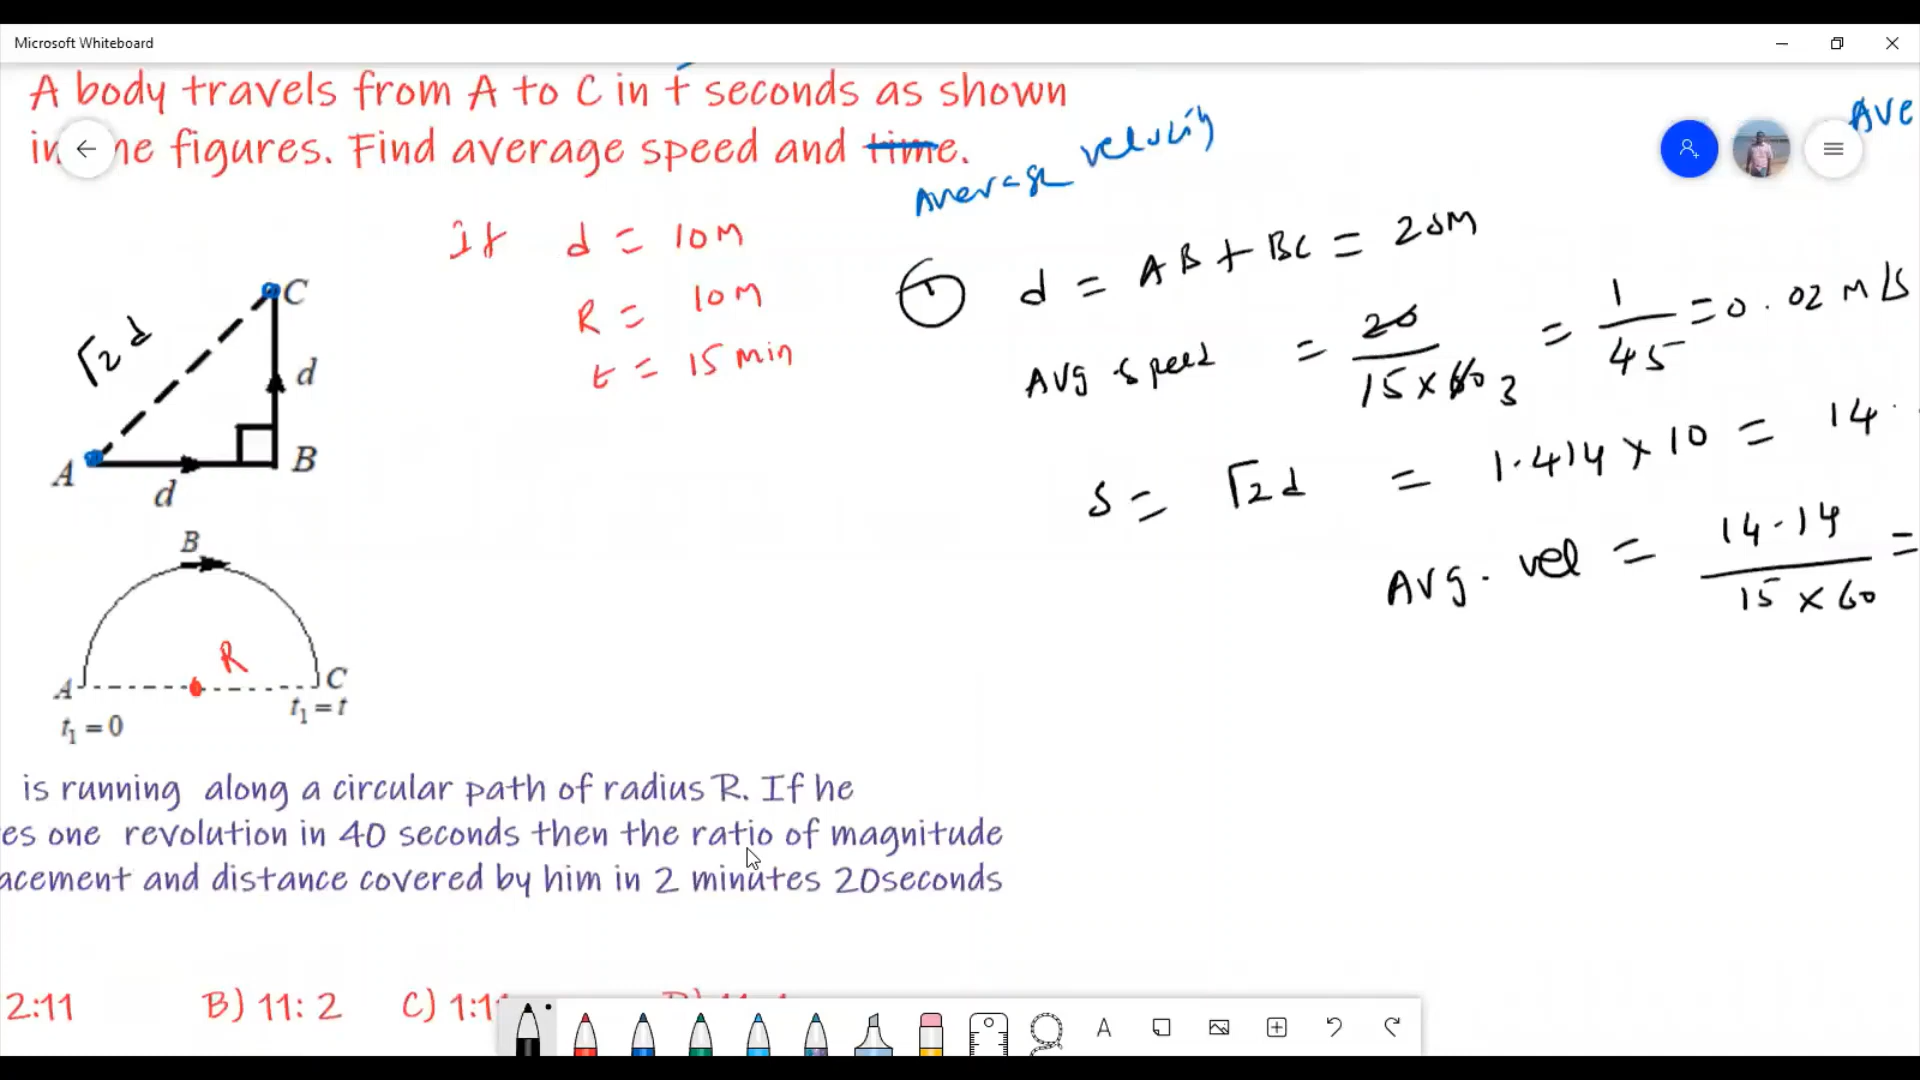 Microsoft Whiteboard
A body travels from A to C in t seconds as shown
in he figures. Find average speed and time.
Average velocity
Ave
If d = 10m
R = 10m
t = 15 min
1 d = AB + BC = 20m
Avg speed = 20 / 15 × 60 3 = 1 / 45 = 0.02 m/s
S = √2 d = 1.414 × 10 = 14.
Avg. vel = 14.14 / 15 × 60 =
C
√2 d
d
A
B
d
B
R
A
C
t₁ = 0
t₁ = t
is running along a circular path of radius R. If he
es one revolution in 40 seconds then the ratio of magnitude
acement and distance covered by him in 2 minutes 20seconds
2:11 B) 11: 2 C) 1:1
A